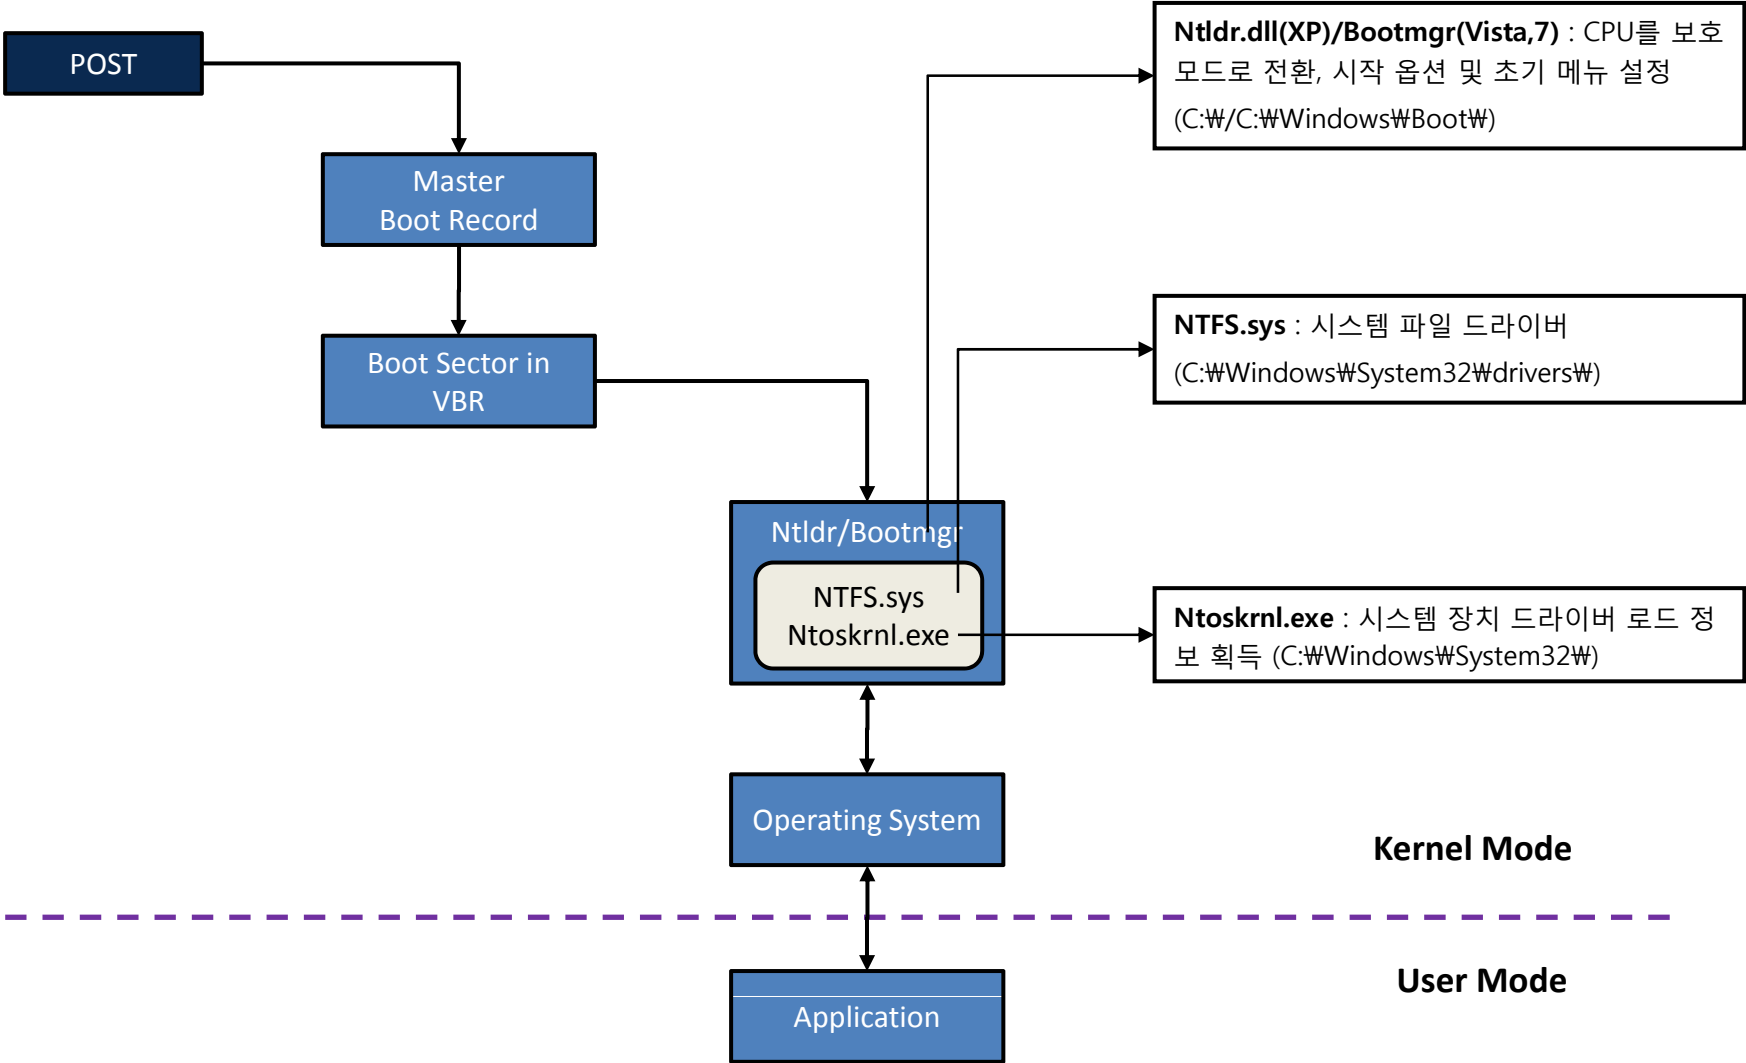 POST
Master
Boot Record
Boot Sector in
VBR
Ntldr/Bootmgr
NTFS.sys
Ntoskrnl.exe
Operating System
Application
Ntldr.dll(XP)/Bootmgr(Vista,7) : CPU를 보호
모드로 전환, 시작 옵션 및 초기 메뉴 설정
(C:₩/C:₩Windows₩Boot₩)
NTFS.sys : 시스템 파일 드라이버
(C:₩Windows₩System32₩drivers₩)
Ntoskrnl.exe : 시스템 장치 드라이버 로드 정
보 획득 (C:₩Windows₩System32₩)
Kernel Mode
User Mode